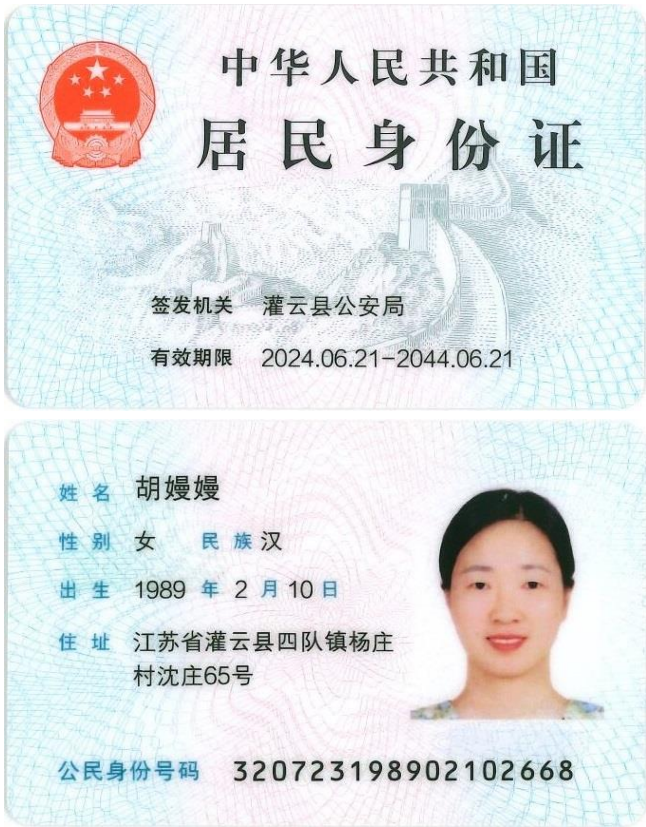 中华人民共和国
居民身份证
签发机关 灌云县公安局
有效期限 2024.06.21-2044.06.21
姓名 胡嫚嫚
性别 女 民族 汉
出生 1989 年 2 月 10 日
住址 江苏省灌云县四队镇杨庄
村沈庄65号
公民身份号码 320723198902102668